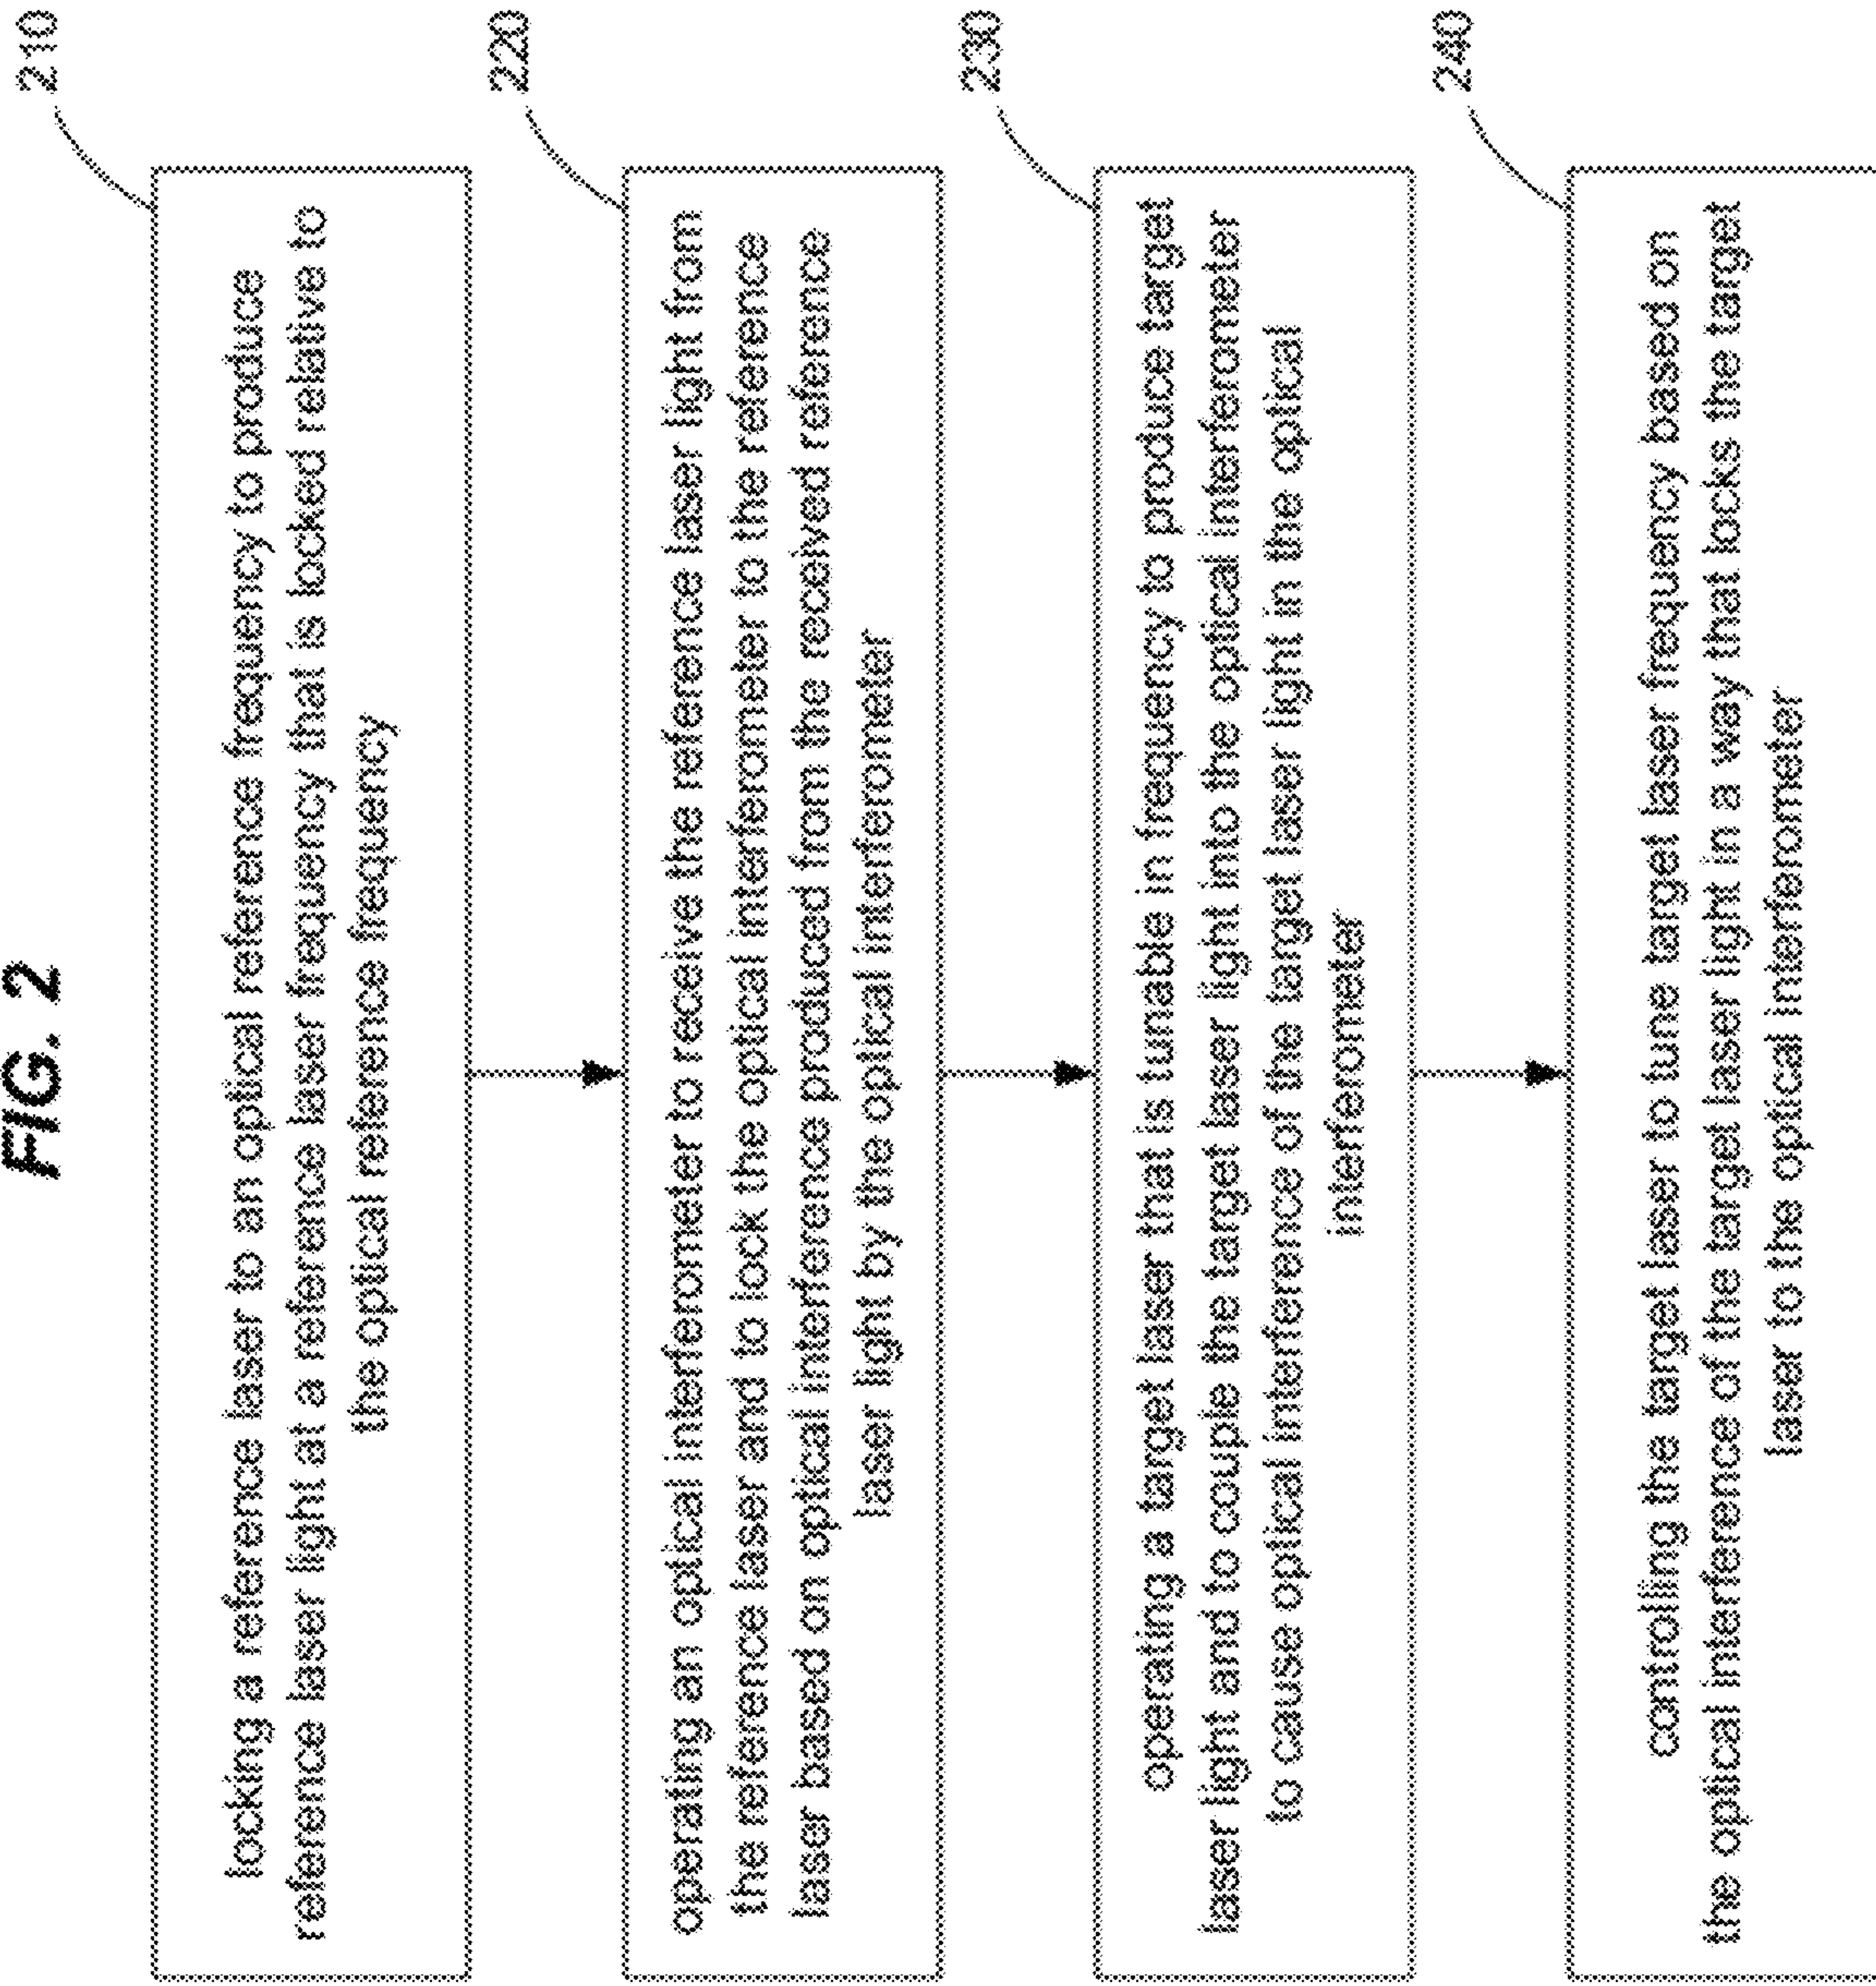 FIG. 2
210
locking a reference laser to an optical reference frequency to produce
reference laser light at a reference laser frequency that is locked relative to
the optical reference frequency
220
operating an optical interferometer to receive the reference laser light from
the reference laser and to lock the optical interferometer to the reference
laser based on optical interference produced from the received reference
laser light by the optical interferometer
230
operating a target laser that is tunable in frequency to produce target
laser light and to couple the target laser light into the optical interferometer
to cause optical interference of the target laser light in the optical
interferometer
240
controlling the target laser to tune target laser frequency based on
the optical interference of the target laser light in a way that locks the target
laser to the optical interferometer